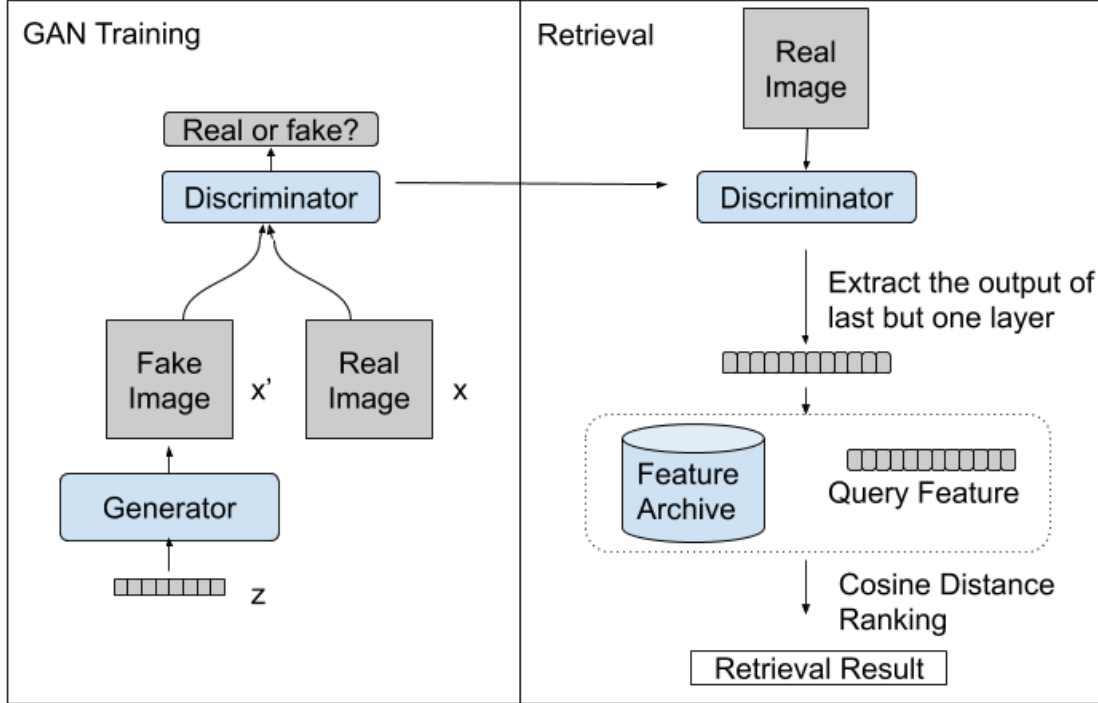 GAN Training
Real or fake?
Discriminator
Fake
Image
x’
Real
Image
x
Generator
z
Retrieval
Real
Image
Discriminator
Extract the output of
last but one layer
Feature
Archive
Query Feature
Cosine Distance
Ranking
Retrieval Result